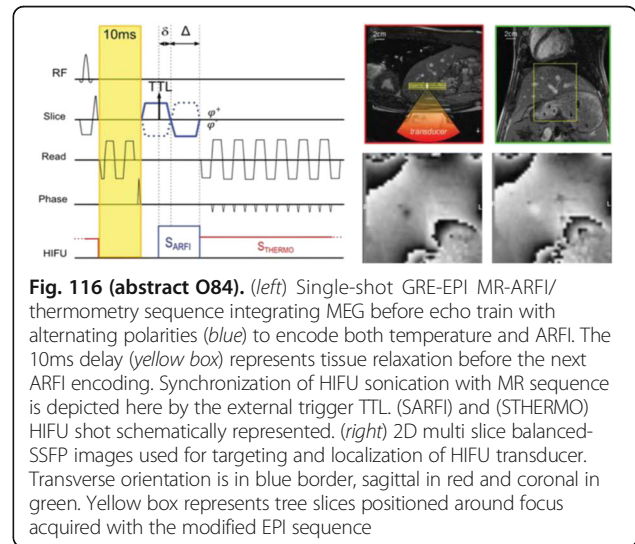 10ms
δ
Δ
RF
TTL
Slice
φ+
φ-
Read
Phase
HIFU
SARFI
STHERMO
2cm
transducer
2cm
L
L
Fig. 116 (abstract O84). (left) Single-shot GRE-EPI MR-ARFI/
thermometry sequence integrating MEG before echo train with
alternating polarities (blue) to encode both temperature and ARFI. The
10ms delay (yellow box) represents tissue relaxation before the next
ARFI encoding. Synchronization of HIFU sonication with MR sequence
is depicted here by the external trigger TTL. (SARFI) and (STHERMO)
HIFU shot schematically represented. (right) 2D multi slice balanced-
SSFP images used for targeting and localization of HIFU transducer.
Transverse orientation is in blue border, sagittal in red and coronal in
green. Yellow box represents tree slices positioned around focus
acquired with the modified EPI sequence